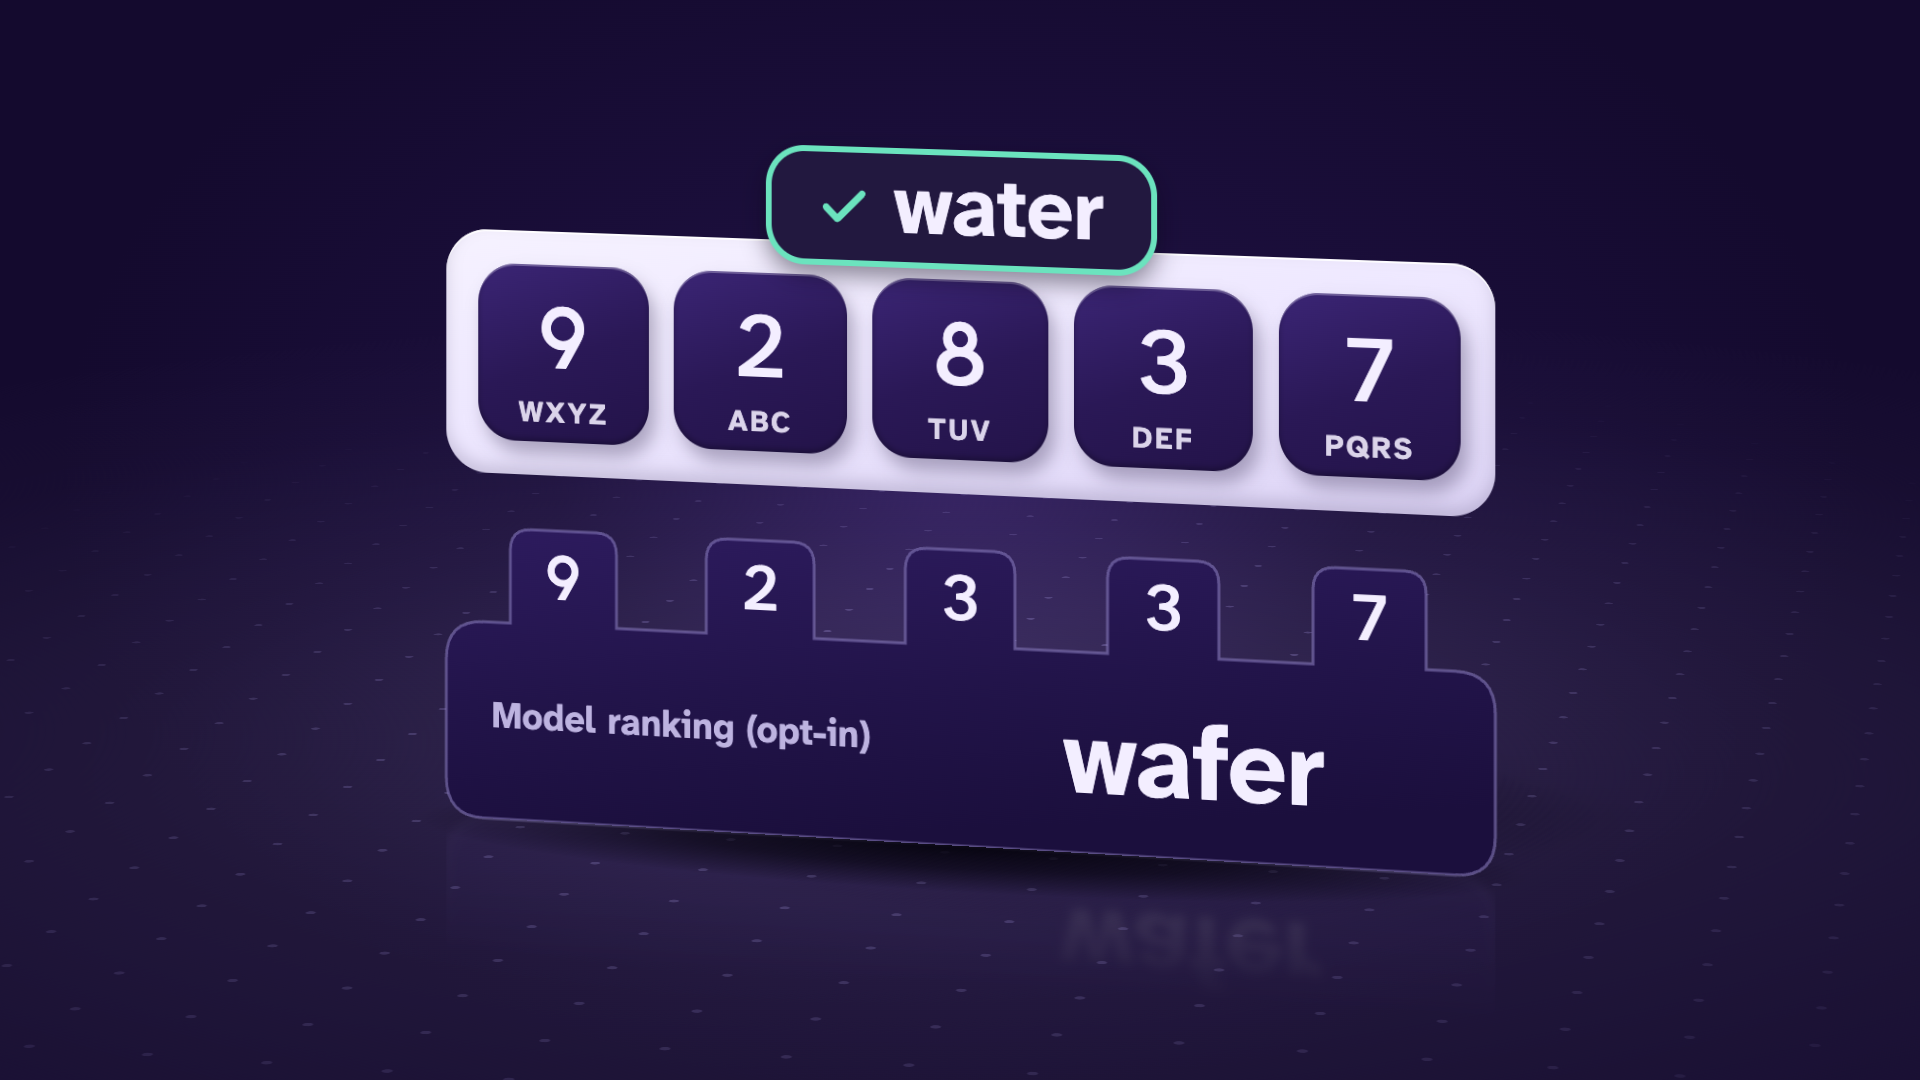 water
9 2 8 3 7
WXYZ ABC TUV DEF PQRS
9 2 3 3 7
Model ranking (opt-in)
wafer